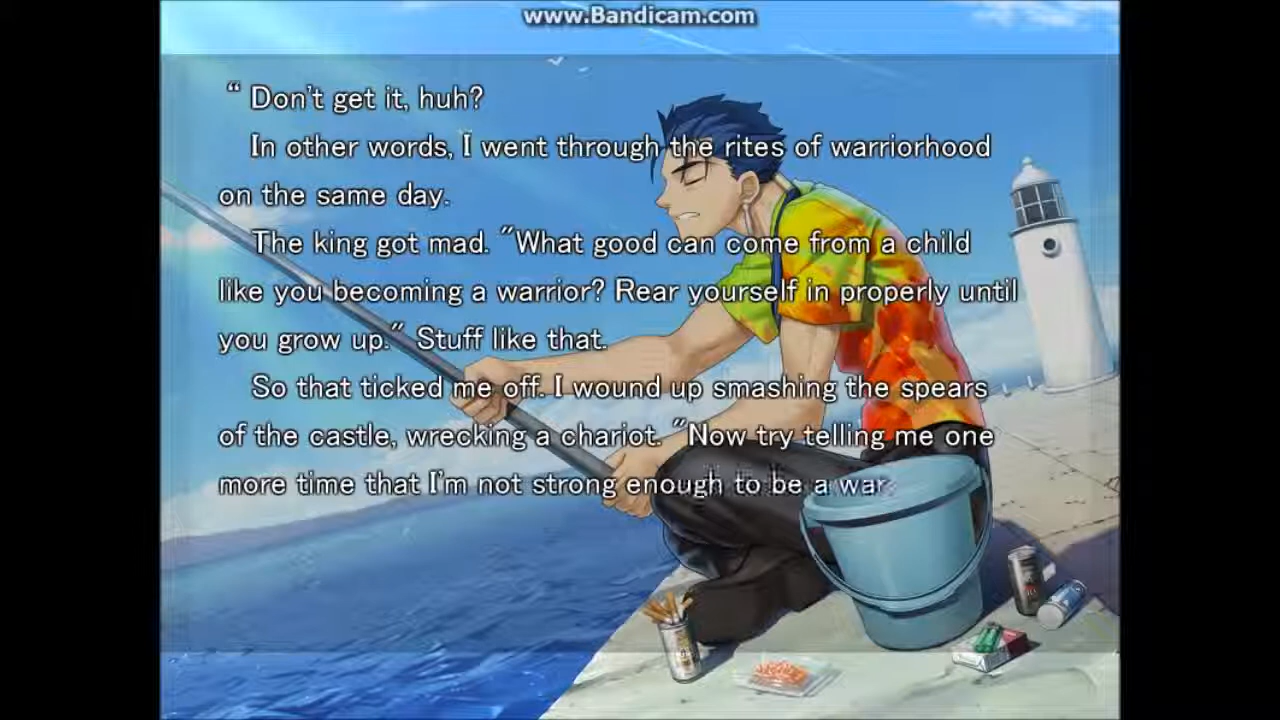 www.Bandicam.com
“ Don't get it, huh?
In other words, I went through the rites of warriorhood
on the same day.
The king got mad. "What good can come from a child
like you becoming a warrior? Rear yourself in properly until
you grow up." Stuff like that.
So that ticked me off. I wound up smashing the spears
of the castle, wrecking a chariot. "Now try telling me one
more time that I'm not strong enough to be a war